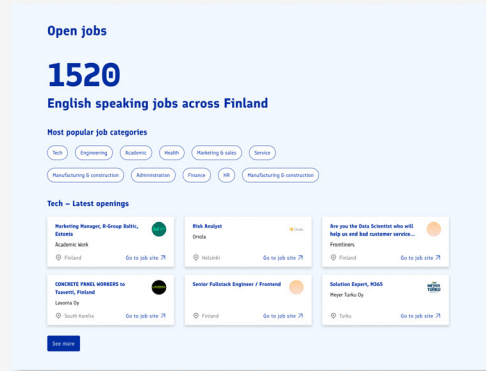 Open jobs
1520
English speaking jobs across Finland
Most popular job categories
Tech
Engineering
Academic
Health
Marketing & sales
Service
Manufacturing & construction
Administration
Finance
HR
Manufacturing & construction
Tech – Latest openings
Marketing Manager, R-Group Baltic,
Estonia
Academic Work
Finland
Go to job site
Risk Analyst
Oriola
Helsinki
Go to job site
Are you the Data Scientist who will
help us end bad customer service...
Frontliners
Finland
Go to job site
CONCRETE PANEL WORKERS to
Tsavetti, Finland
Lavonia Oy
South Karelia
Go to job site
Senior Fullstack Engineer / Frontend
Finland
Go to job site
Solution Expert, M365
Meyer Turku Oy
MEYER
TURKU
Turku
Go to job site
See more